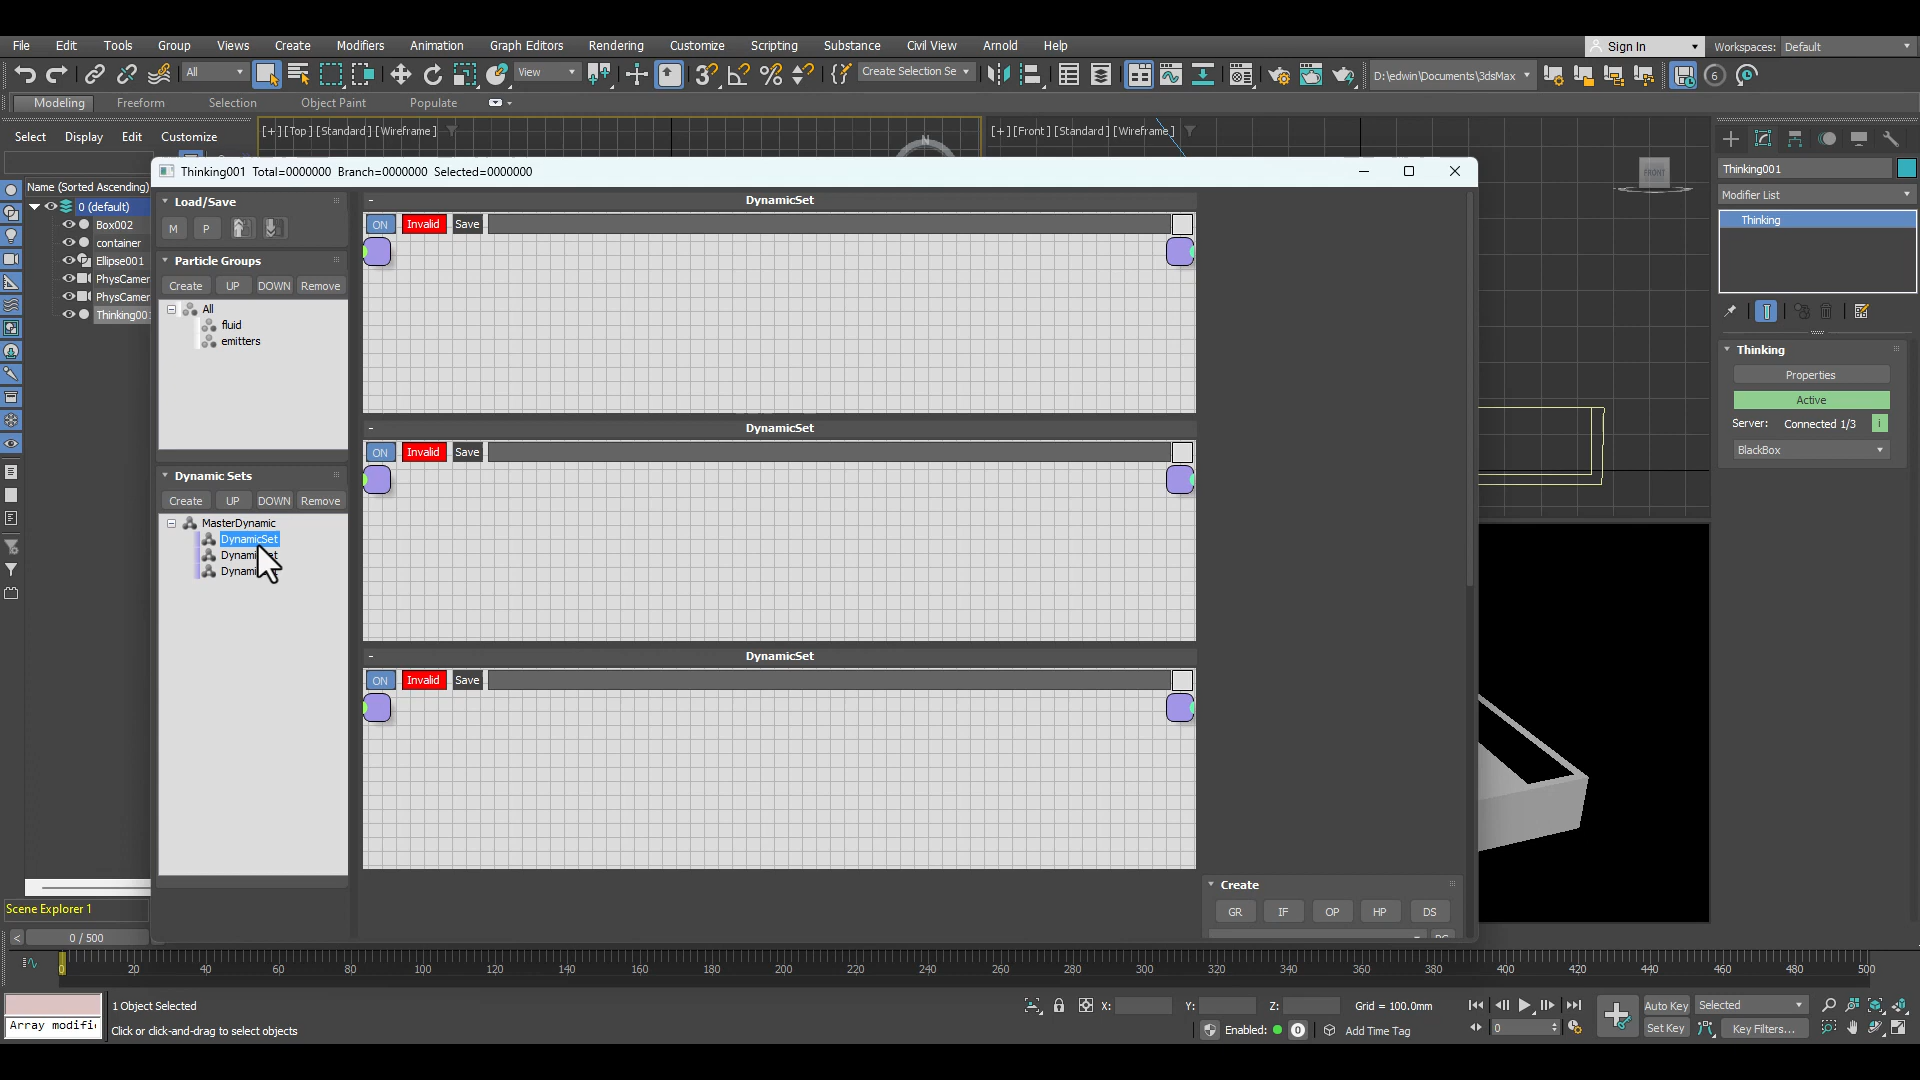 File Edit Tools Group Views Create Modifiers Animation Graph Editors Rendering Customize Scripting Substance Civil View Arnold Help Sign In Workspaces: Default
All View Create Selection Se D:\edwin\Documents\3dsMax 6
Modeling Freeform Selection Object Paint Populate
Select Display Edit Customize
[+] [Top] [Standard] [Wireframe]
[+] [Front] [Standard] [Wireframe]
N
FRONT
Name (Sorted Ascending)
0 (default)
Box002
container
Ellipse001
PhysCamer
PhysCamer
Thinking00
Scene Explorer 1
Thinking001 Total=0000000 Branch=0000000 Selected=0000000
Load/Save
M P
Particle Groups
Create UP DOWN Remove
All
fluid
emitters
Dynamic Sets
Create UP DOWN Remove
MasterDynamic
DynamicSet
- DynamicSet
ON Invalid Save
- DynamicSet
ON Invalid Save
- DynamicSet
ON Invalid Save
Create
GR IF OP HP DS
Thinking001
Modifier List
Thinking
Thinking
Properties
Active
Server: Connected 1/3 i
BlackBox
< 0 / 500
0 20 40 60 80 100 120 140 160 180 200 220 240 260 280 300 320 340 360 380 400 420 440 460 480 500
Array modifi
1 Object Selected
Click or click-and-drag to select objects
X: Y: Z: Grid = 100.0mm
Enabled: 0 Add Time Tag
0
Auto Key Selected
Set Key Key Filters...